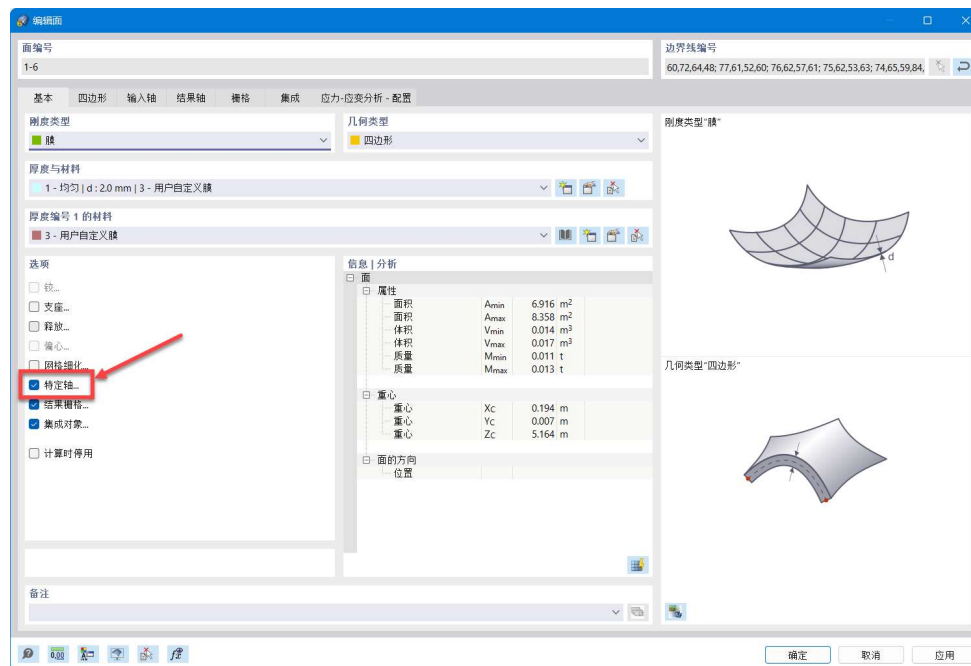 编辑面
面编号
1-6
边界线编号
60,72,64,48; 77,61,52,60; 76,62,57,61; 75,62,53,63; 74,65,59,84,
基本 四边形 输入轴 结果轴 栅格 集成 应力-应变分析 - 配置
刚度类型
膜
几何类型
四边形
厚度与材料
1 - 均匀 | d : 2.0 mm | 3 - 用户自定义膜
厚度编号 1 的材料
3 - 用户自定义膜
选项
铰...
支座...
释放...
偏心...
网格细化...
特定轴...
结果栅格...
集成对象...
计算时停用
信息 | 分析
面
属性
面积 Amin 6.916 m²
面积 Amax 8.358 m²
体积 Vmin 0.014 m³
体积 Vmax 0.017 m³
质量 Mmin 0.011 t
质量 Mmax 0.013 t
重心
重心 Xc 0.194 m
重心 Yc 0.007 m
重心 Zc 5.164 m
面的方向
位置
刚度类型"膜"
d
几何类型"四边形"
备注
0,00
确定 取消 应用